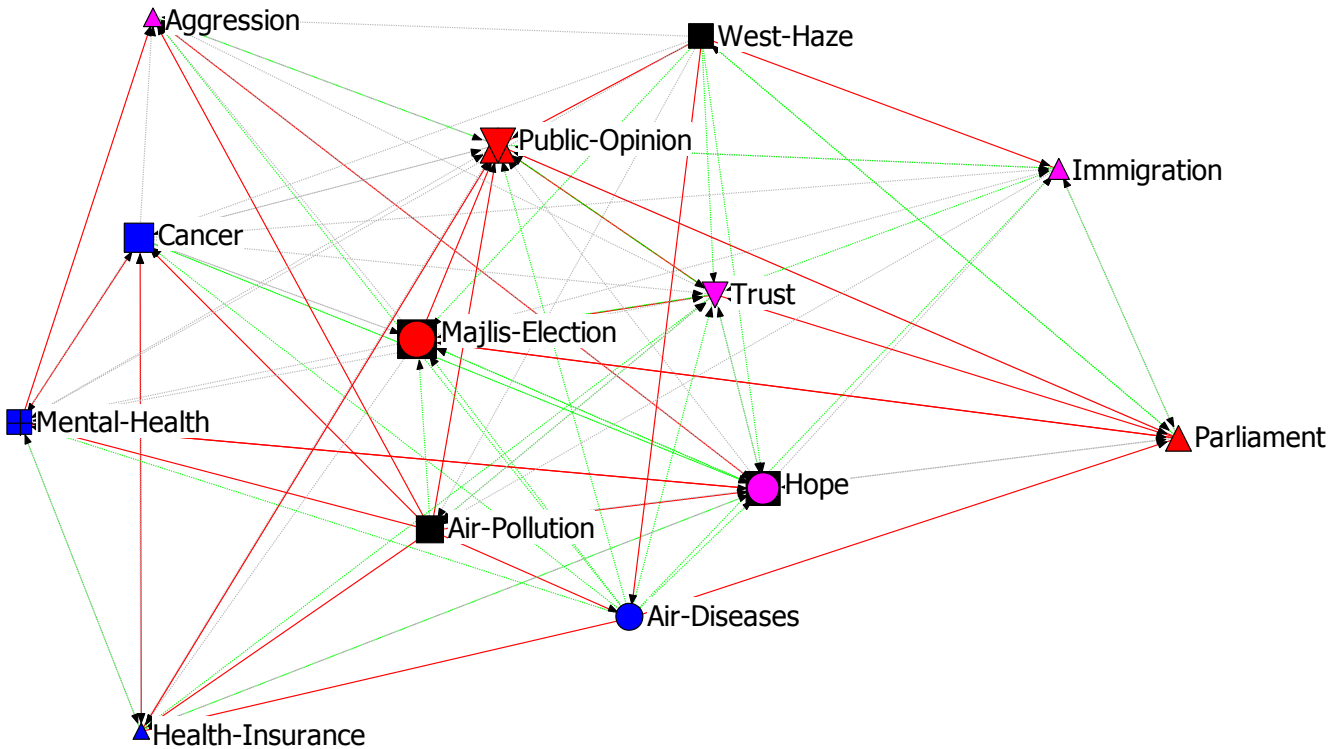 Aggression
West-Haze
Public-Opinion
Immigration
Cancer
Trust
Majlis-Election
Mental-Health
Parliament
Hope
Air-Pollution
Air-Diseases
Health-Insurance